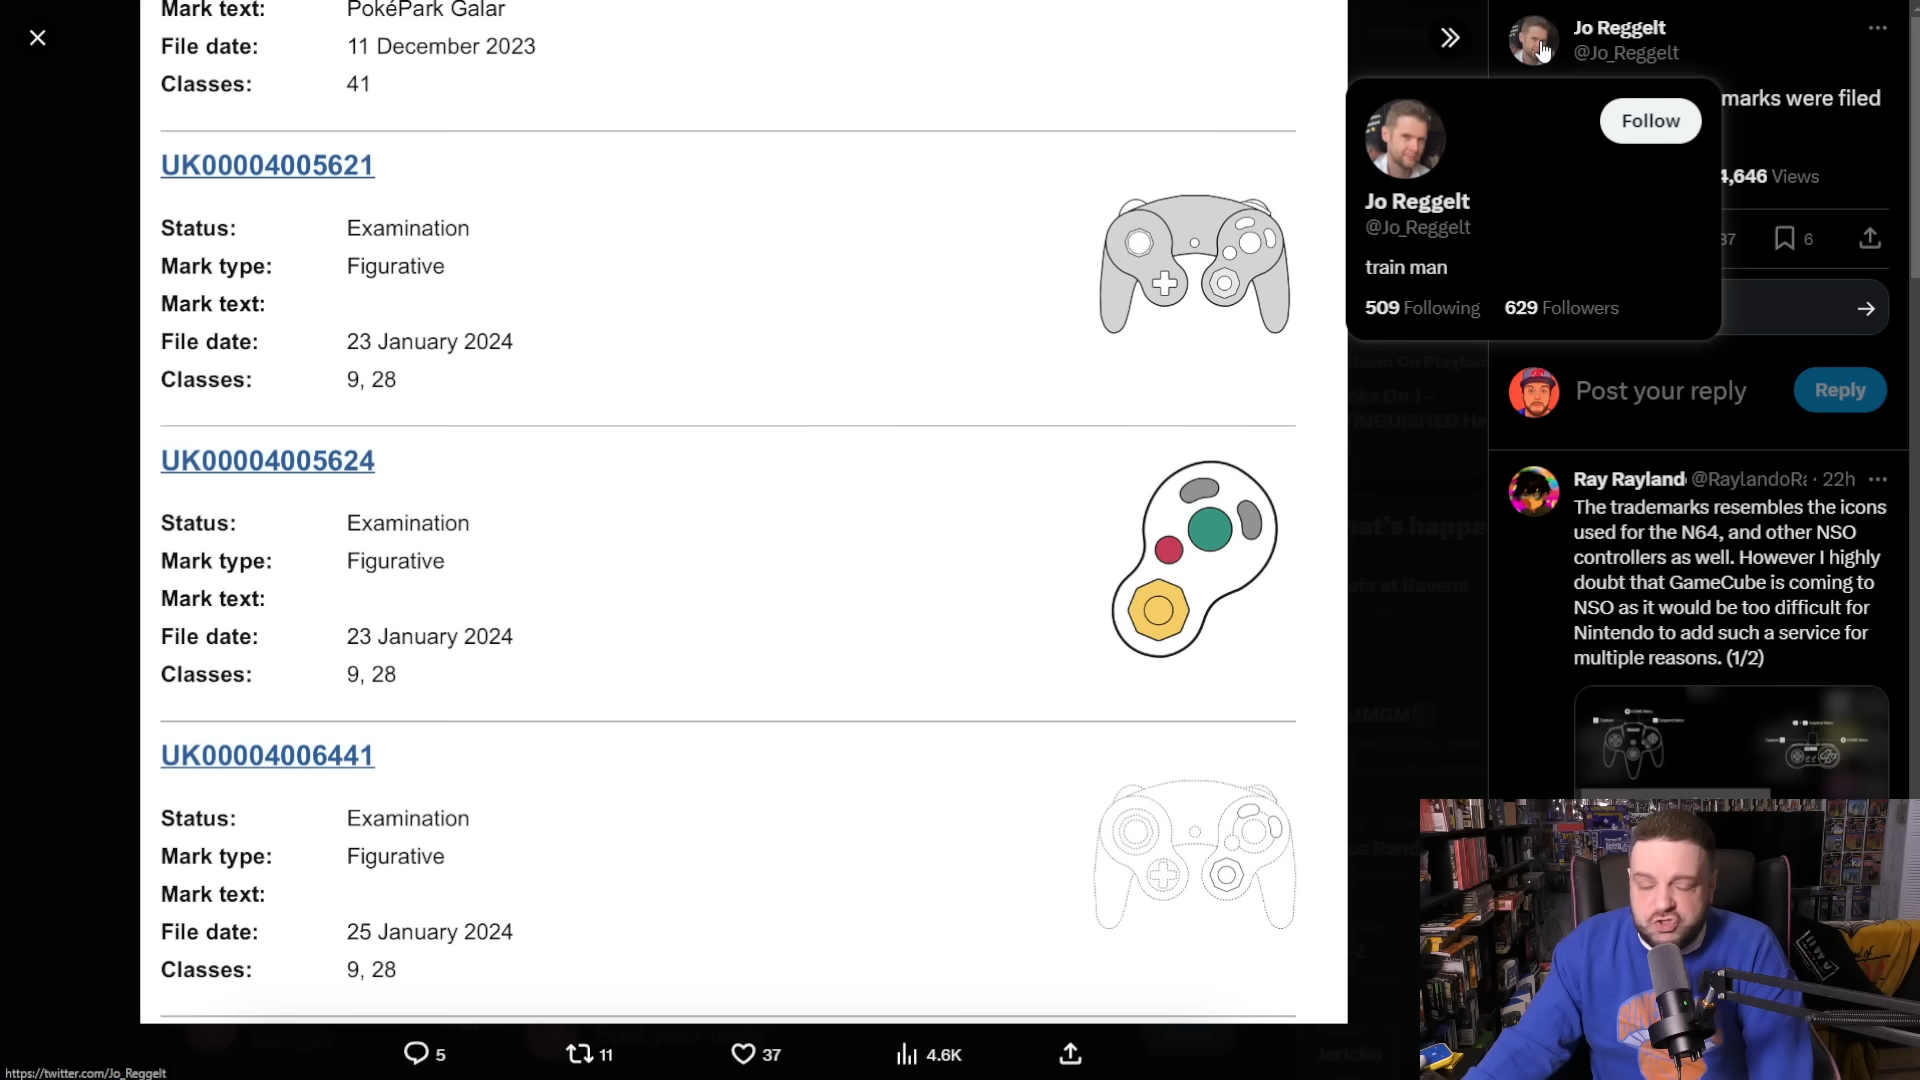 Mark text: PokéPark Galar
File date: 11 December 2023
Classes: 41
UK00004005621
Status: Examination
Mark type: Figurative
Mark text:
File date: 23 January 2024
Classes: 9, 28
UK00004005624
Status: Examination
Mark type: Figurative
Mark text:
File date: 23 January 2024
Classes: 9, 28
UK00004006441
Status: Examination
Mark type: Figurative
Mark text:
File date: 25 January 2024
Classes: 9, 28
5
11
37
4.6K
https://twitter.com/Jo_Reggelt
Jo Reggelt
@Jo_Reggelt
marks were filed
Follow
4,646 Views
Jo Reggelt
@Jo_Reggelt
37
6
train man
509 Following 629 Followers
Post your reply
Reply
Ray Rayland @RaylandoRa · 22h
The trademarks resembles the icons
used for the N64, and other NSO
controllers as well. However I highly
doubt that GameCube is coming to
NSO as it would be too difficult for
Nintendo to add such a service for
multiple reasons. (1/2)
Jericho